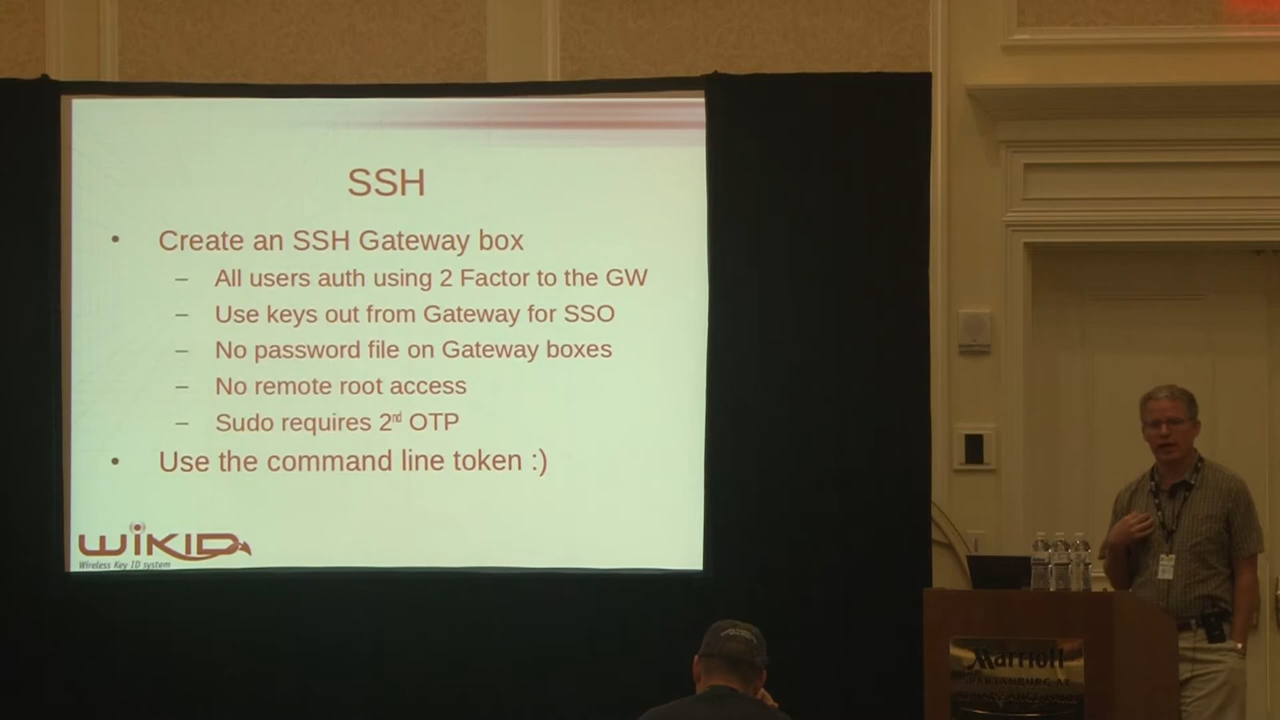 SSH
• Create an SSH Gateway box
– All users auth using 2 Factor to the GW
– Use keys out from Gateway for SSO
– No password file on Gateway boxes
– No remote root access
– Sudo requires 2nd OTP
• Use the command line token :)
WiKID
Wireless Key ID system
Marriott
SPARTANBURG AT